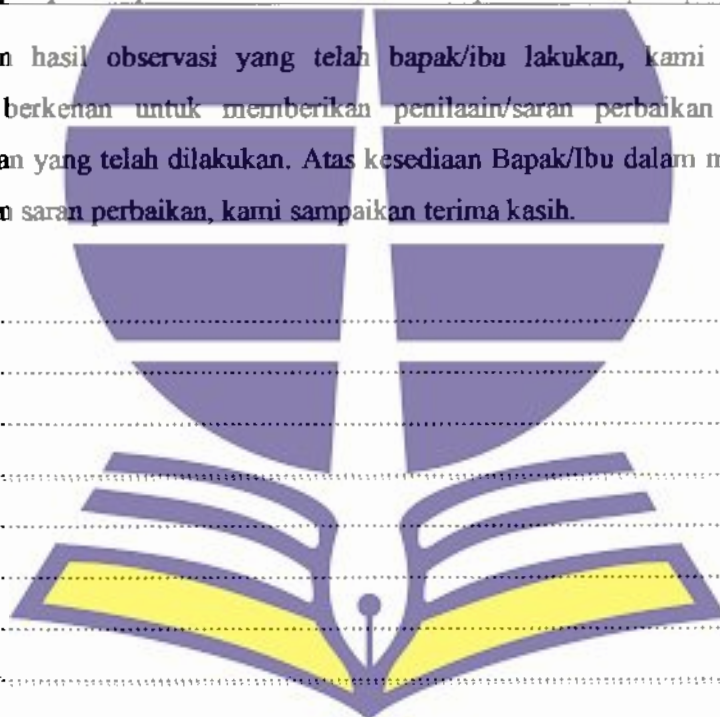 hasil observasi yang telah bapak/ibu lakukan, kami
berkenan untuk memberikan penilaain/saran perbaikan
yang telah dilakukan. Atas kesediaan Bapak/Ibu dalam
saran perbaikan, kami sampaikan terima kasih.